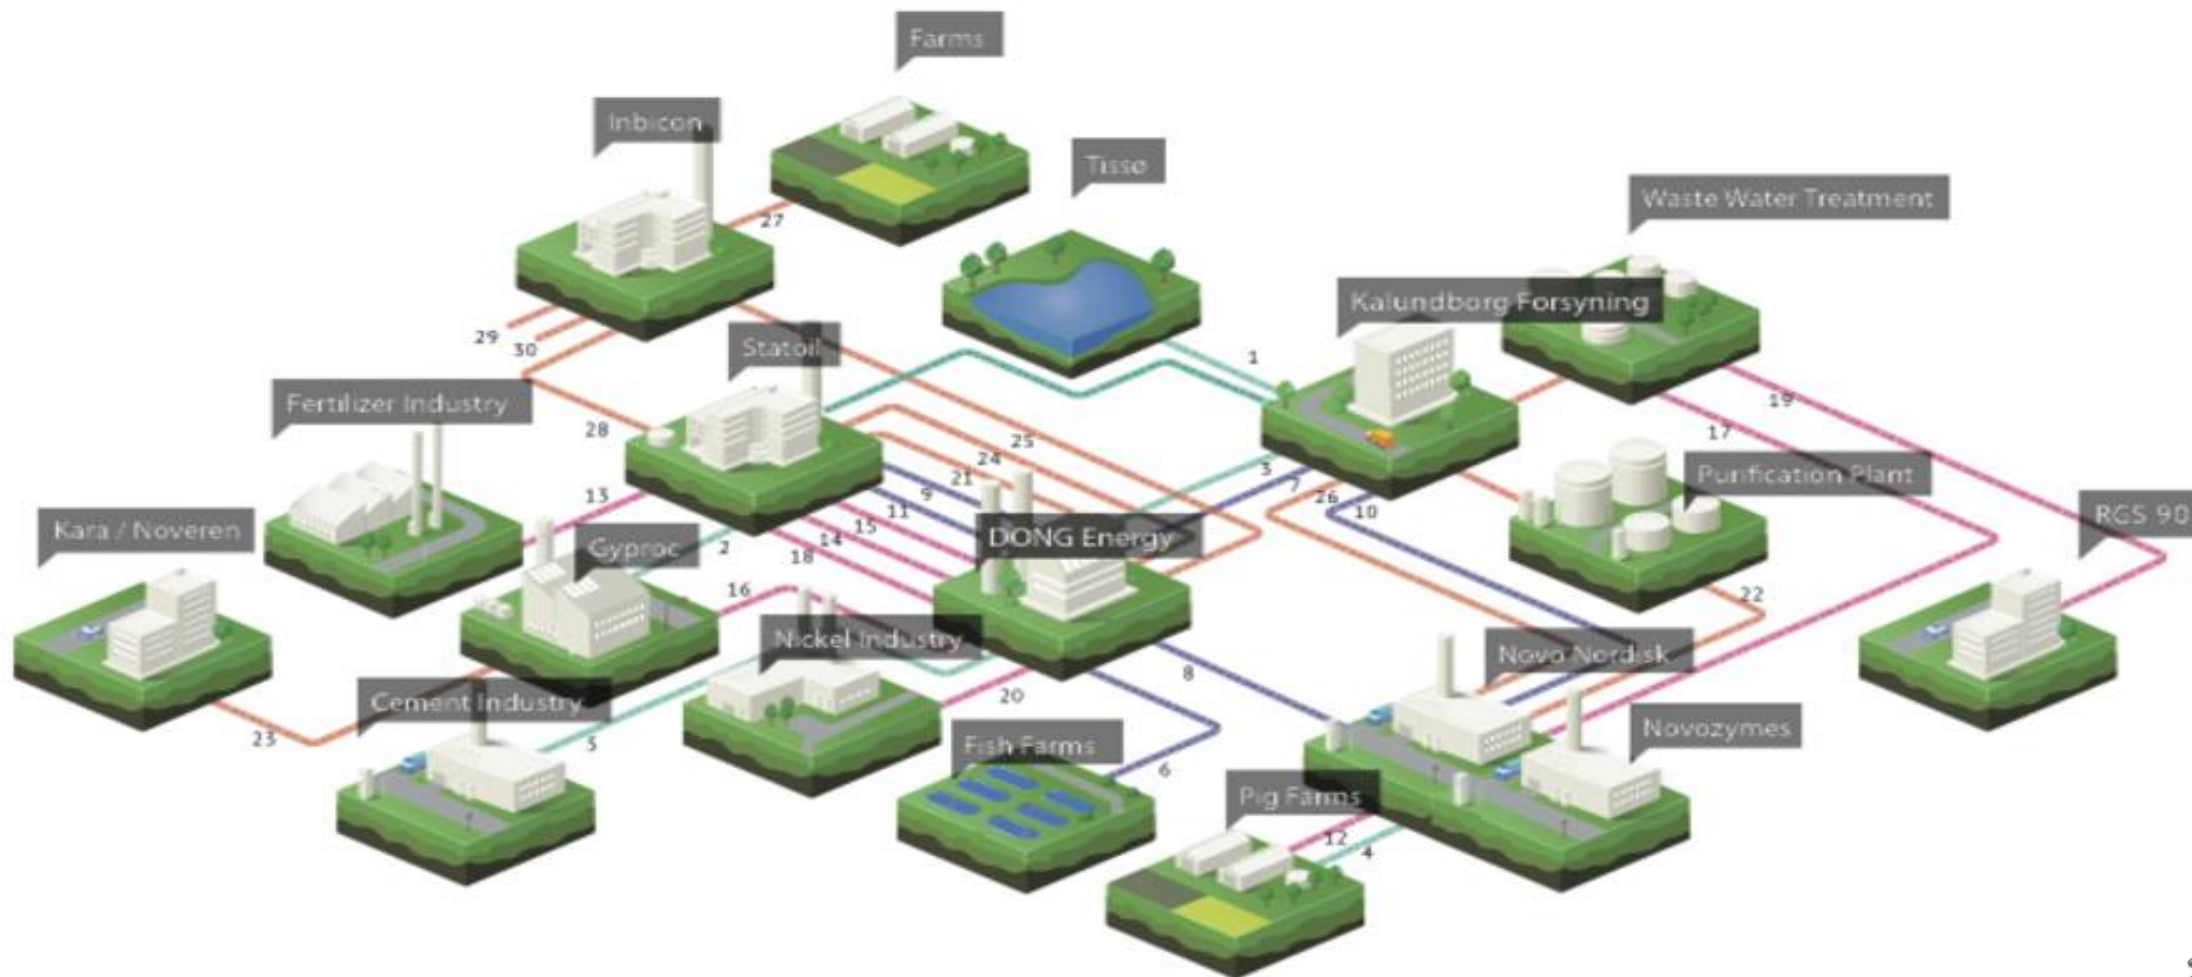 Farms
Inbicon
Tissø
Waste Water Treatment
27
Kalundborg Forsyning
29
30
Statoil
1
Fertilizer Industry
19
28
25
17
24
3
Purification Plant
21
7
13
9
26
11
10
RGS 90
Kara / Noveren
15
Gyproc
2
14
DONG Energy
18
16
22
Nickel Industry
Novo Nordisk
8
20
Cement Industry
23
5
Fish Farms
Novozymes
6
Pig Farms
12
4